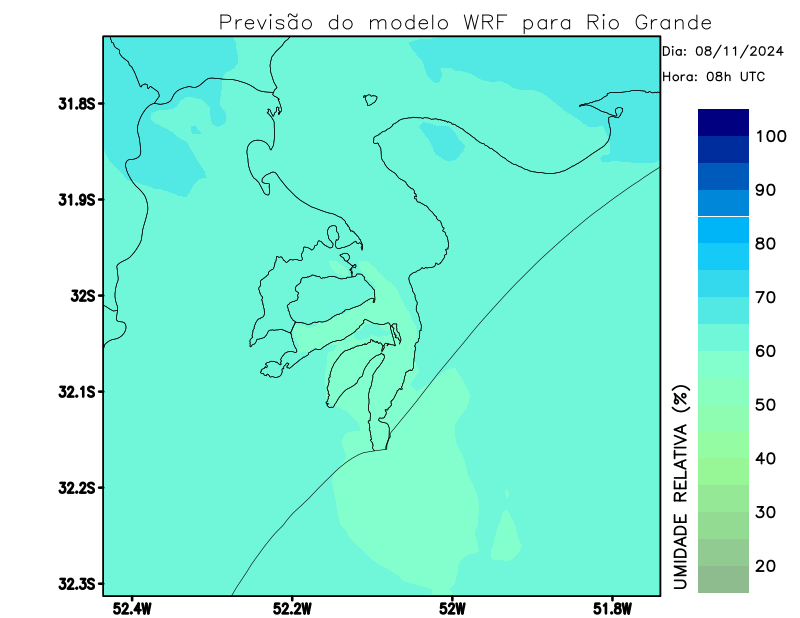 Previsão do modelo WRF para Rio Grande
Dia: 08/11/2024
Hora: 08h UTC
31.8S
31.9S
32S
32.1S
32.2S
32.3S
52.4W
52.2W
52W
51.8W
100
90
80
70
60
50
40
30
20
UMIDADE RELATIVA (%)